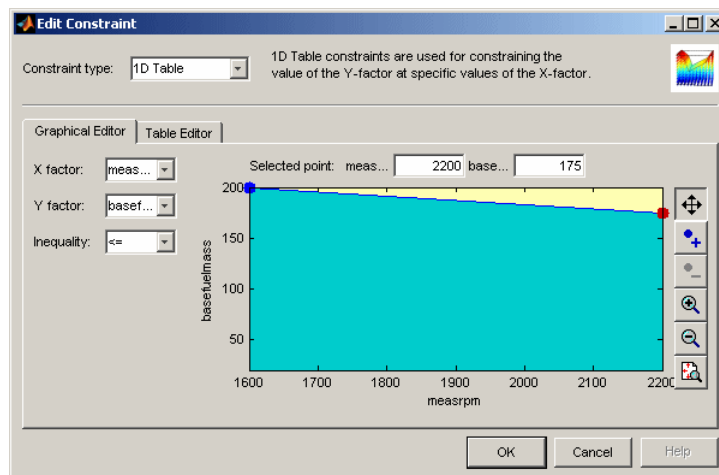 Edit Constraint
Constraint type: 1D Table
1D Table constraints are used for constraining the
value of the Y-factor at specific values of the X-factor.
Graphical Editor Table Editor
X factor: meas...
Y factor: basef...
Inequality: <=
Selected point: meas... 2200 base... 175
200
150
100
50
basefuelmass
1600 1700 1800 1900 2000 2100 2200
measrpm
OK Cancel Help